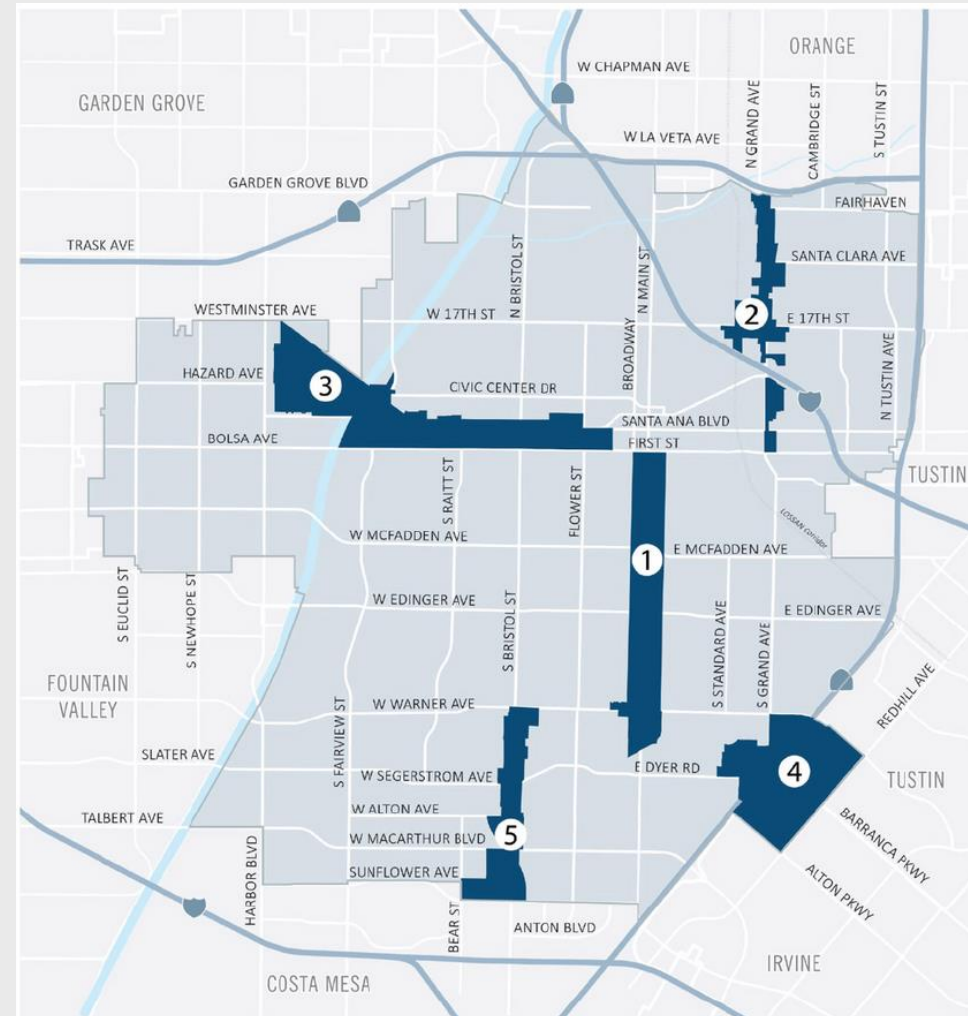 ORANGE
W CHAPMAN AVE
GARDEN GROVE
N GRAND AVE
CAMBRIDGE ST
S TUSTIN ST
W LA VETA AVE
GARDEN GROVE BLVD
FAIRHAVEN
TRASK AVE
N BRISTOL ST
N MAIN ST
SANTA CLARA AVE
WESTMINSTER AVE
W 17TH ST
2
E 17TH ST
HAZARD AVE
3
CIVIC CENTER DR
BROADWAY
N TUSTIN AVE
SANTA ANA BLVD
BOLSA AVE
FIRST ST
TUSTIN
S RAITT ST
FLOWER ST
LOSSAN corridor
W MCFADDEN AVE
E MCFADDEN AVE
1
S EUCLID ST
S NEWHOPE ST
W EDINGER AVE
E EDINGER AVE
S BRISTOL ST
S STANDARD AVE
S GRAND AVE
FOUNTAIN
VALLEY
REDHILL AVE
W WARNER AVE
S FAIRVIEW ST
SLATER AVE
E DYER RD
4
W SEGERSTROM AVE
TUSTIN
W ALTON AVE
TALBERT AVE
W MACARTHUR BLVD
5
BARRANCA PKWY
SUNFLOWER AVE
ALTON PKWY
HARBOR BLVD
BEAR ST
ANTON BLVD
IRVINE
COSTA MESA